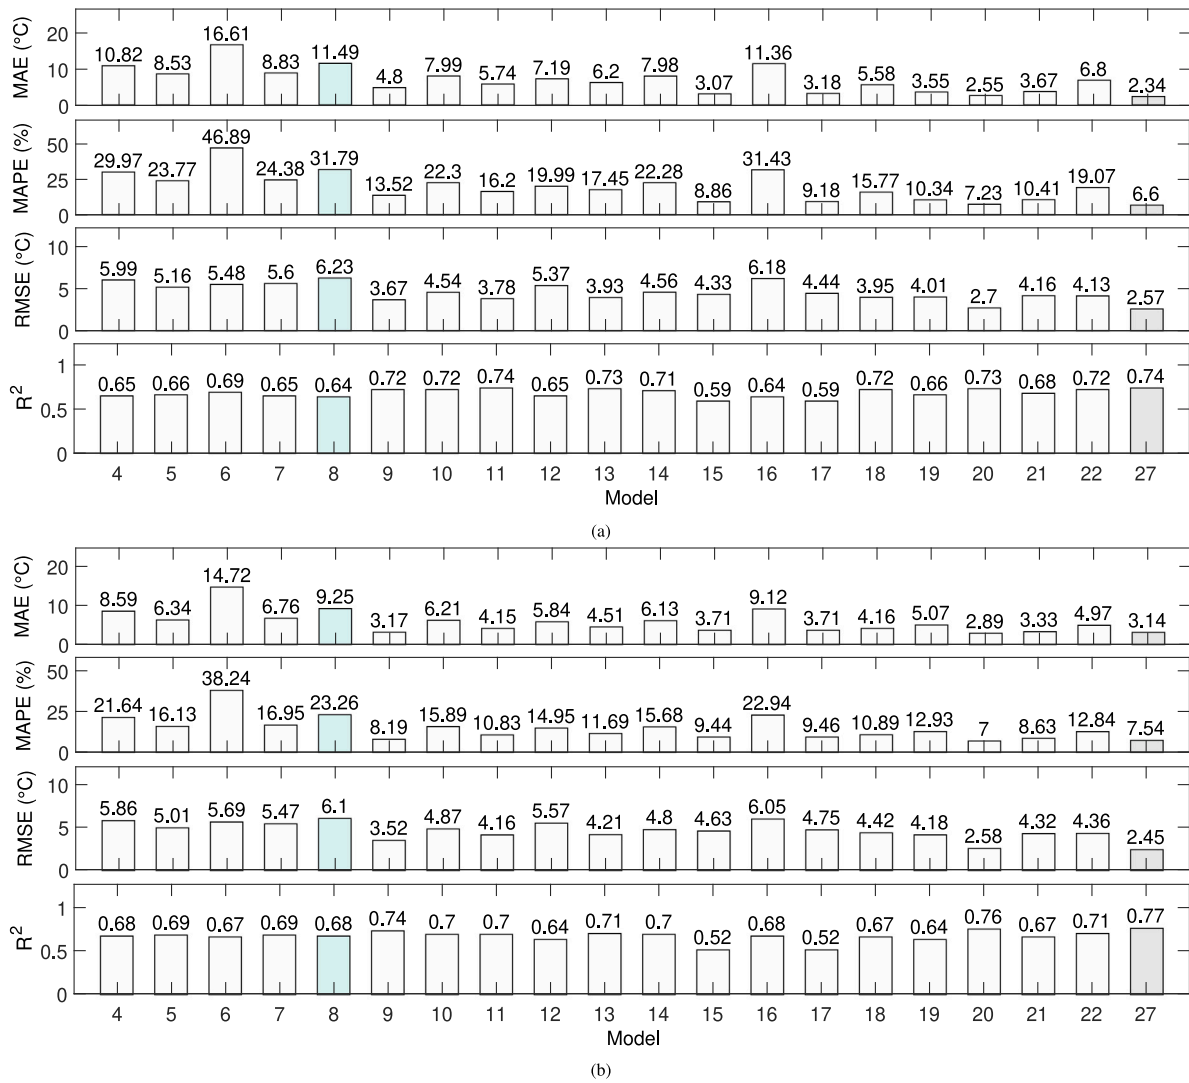 MAE (°C)
20
10
0
10.82 8.53 16.61 8.83 11.49 4.8 7.99 5.74 7.19 6.2 7.98 3.07 11.36 3.18 5.58 3.55 2.55 3.67 6.8 2.34
MAPE (%)
50
25
0
29.97 23.77 46.89 24.38 31.79 13.52 22.3 16.2 19.99 17.45 22.28 8.86 31.43 9.18 15.77 10.34 7.23 10.41 19.07 6.6
RMSE (°C)
10
5
0
5.99 5.16 5.48 5.6 6.23 3.67 4.54 3.78 5.37 3.93 4.56 4.33 6.18 4.44 3.95 4.01 2.7 4.16 4.13 2.57
R²
1
0.5
0
0.65 0.66 0.69 0.65 0.64 0.72 0.72 0.74 0.65 0.73 0.71 0.59 0.64 0.59 0.72 0.66 0.73 0.68 0.72 0.74
4 5 6 7 8 9 10 11 12 13 14 15 16 17 18 19 20 21 22 27
Model
(a)
MAE (°C)
20
10
0
8.59 6.34 14.72 6.76 9.25 3.17 6.21 4.15 5.84 4.51 6.13 3.71 9.12 3.71 4.16 5.07 2.89 3.33 4.97 3.14
MAPE (%)
50
25
0
21.64 16.13 38.24 16.95 23.26 8.19 15.89 10.83 14.95 11.69 15.68 9.44 22.94 9.46 10.89 12.93 7 8.63 12.84 7.54
RMSE (°C)
10
5
0
5.86 5.01 5.69 5.47 6.1 3.52 4.87 4.16 5.57 4.21 4.8 4.63 6.05 4.75 4.42 4.18 2.58 4.32 4.36 2.45
R²
1
0.5
0
0.68 0.69 0.67 0.69 0.68 0.74 0.7 0.7 0.64 0.71 0.7 0.52 0.68 0.52 0.67 0.64 0.76 0.67 0.71 0.77
4 5 6 7 8 9 10 11 12 13 14 15 16 17 18 19 20 21 22 27
Model
(b)